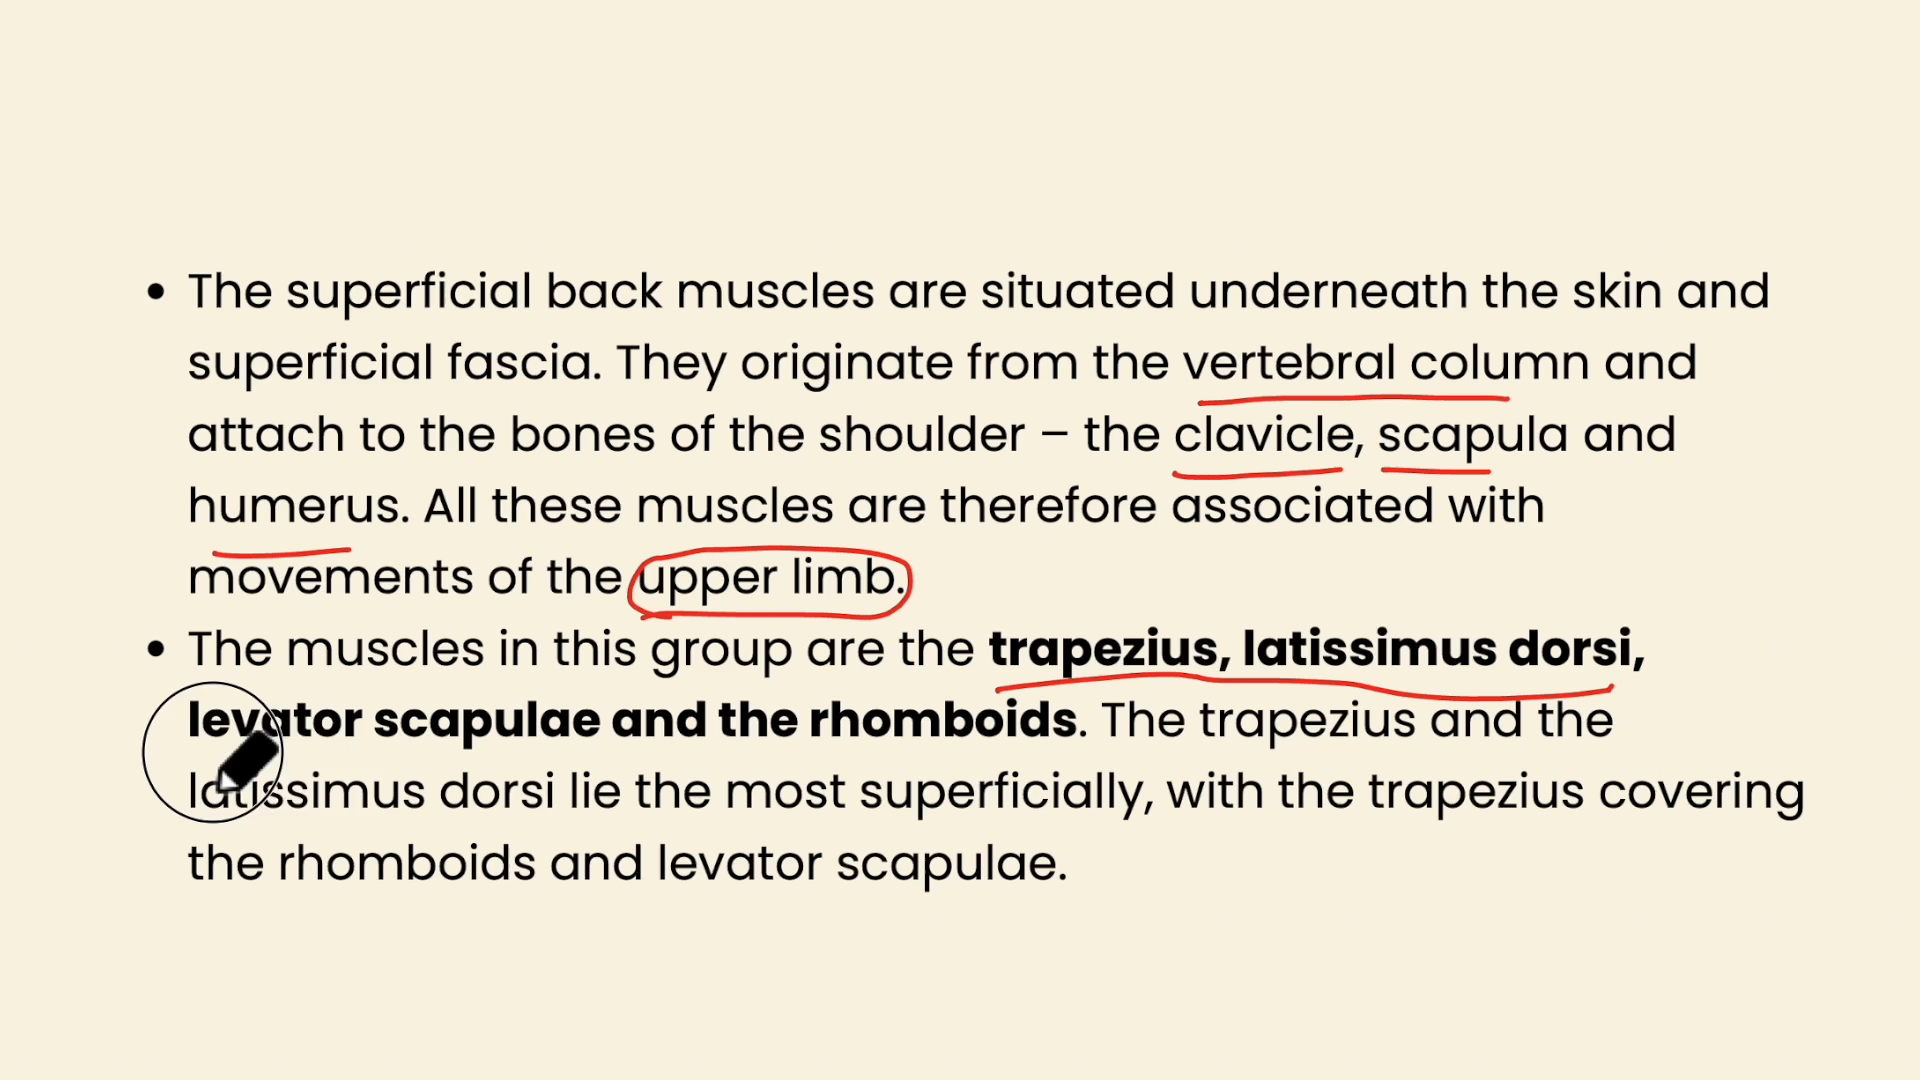 • The superficial back muscles are situated underneath the skin and
superficial fascia. They originate from the vertebral column and
attach to the bones of the shoulder – the clavicle, scapula and
humerus. All these muscles are therefore associated with
movements of the upper limb.
• The muscles in this group are the trapezius, latissimus dorsi,
levator scapulae and the rhomboids. The trapezius and the
latissimus dorsi lie the most superficially, with the trapezius covering
the rhomboids and levator scapulae.